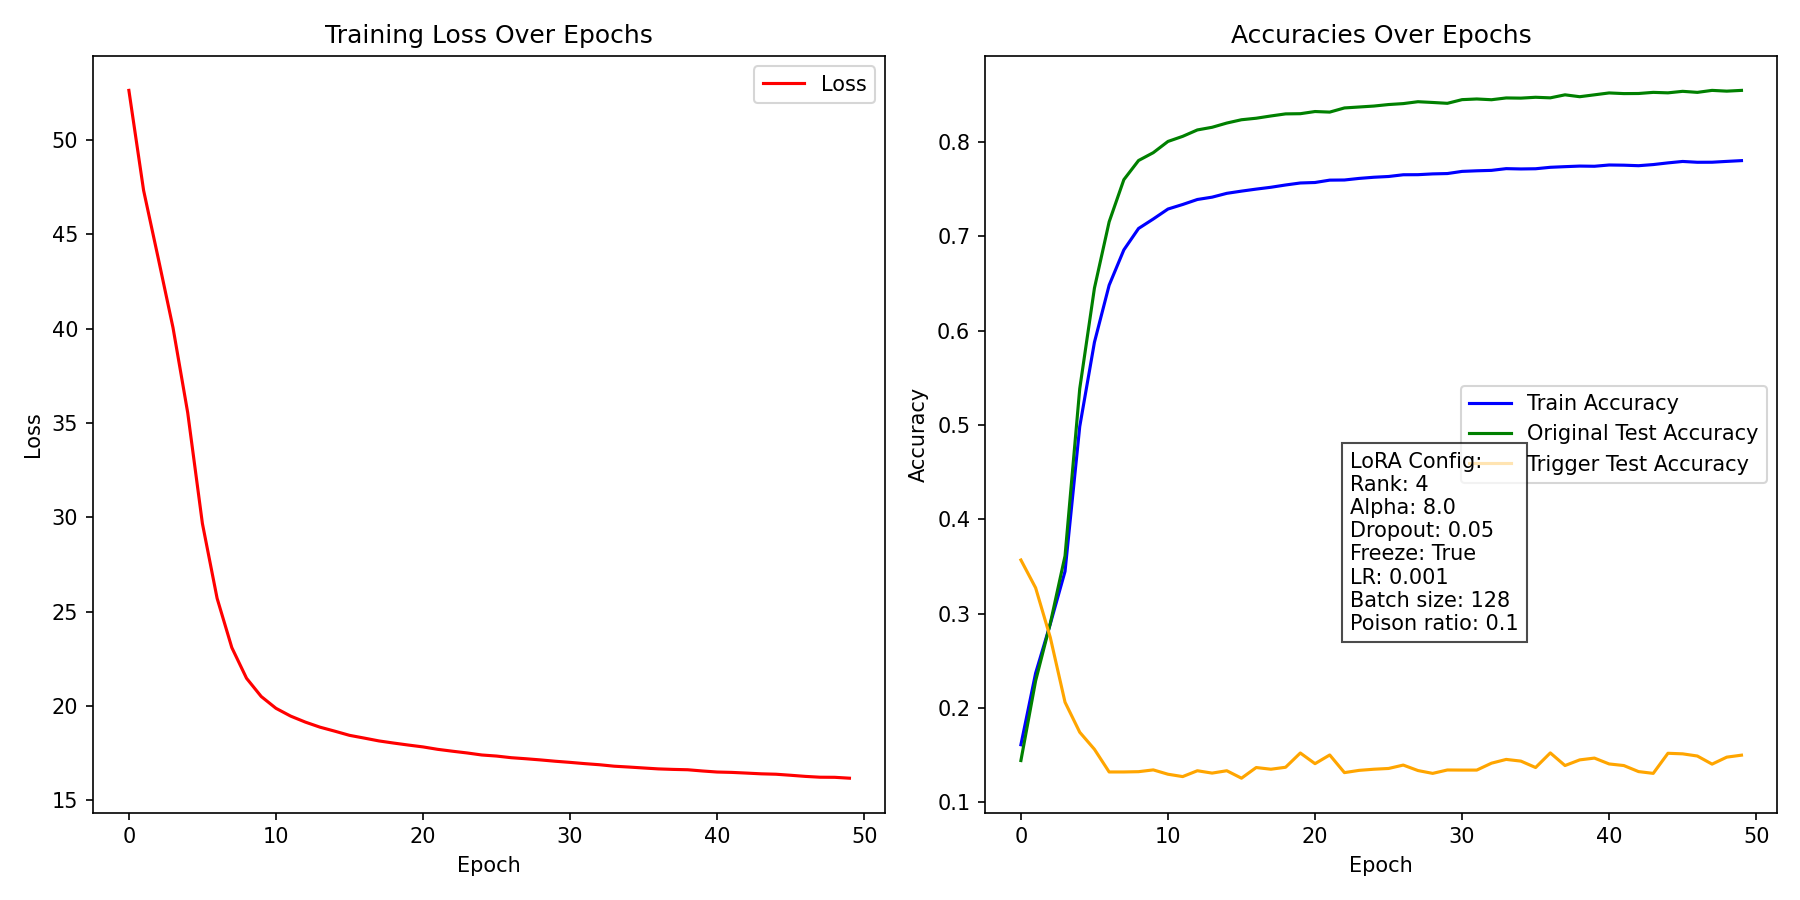 Training Loss Over Epochs
Loss
50
45
40
35
30
25
20
15
Loss
0 10 20 30 40 50
Epoch
Accuracies Over Epochs
0.8
0.7
0.6
0.5
0.4
0.3
0.2
0.1
Accuracy
Train Accuracy
Original Test Accuracy
Trigger Test Accuracy
LoRA Config:
Rank: 4
Alpha: 8.0
Dropout: 0.05
Freeze: True
LR: 0.001
Batch size: 128
Poison ratio: 0.1
0 10 20 30 40 50
Epoch